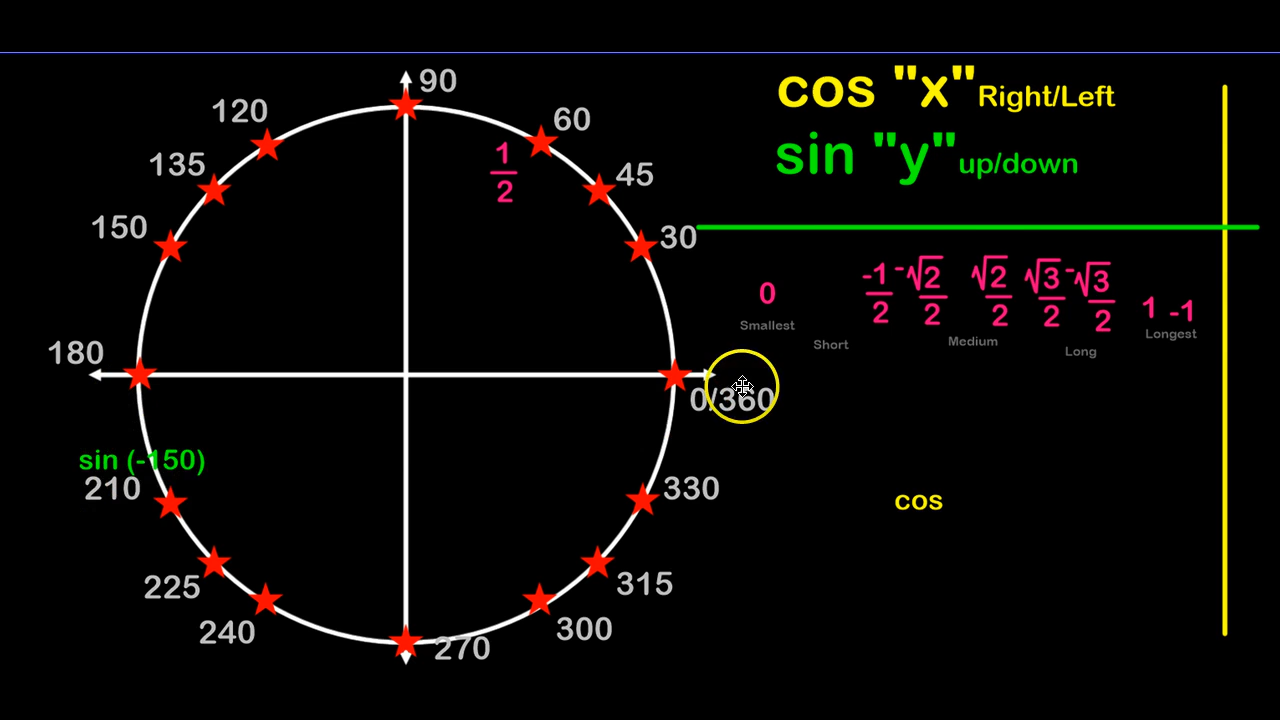 90
120
60
135
45
150
30
180
0/360
sin (-150)
210
330
225
315
240
300
270
1/2
cos "x" Right/Left
sin "y" up/down
0 -1/2 -√2/2 √2/2 √3/2 -√3/2 1 -1
Smallest
Short
Medium
Long
Longest
cos